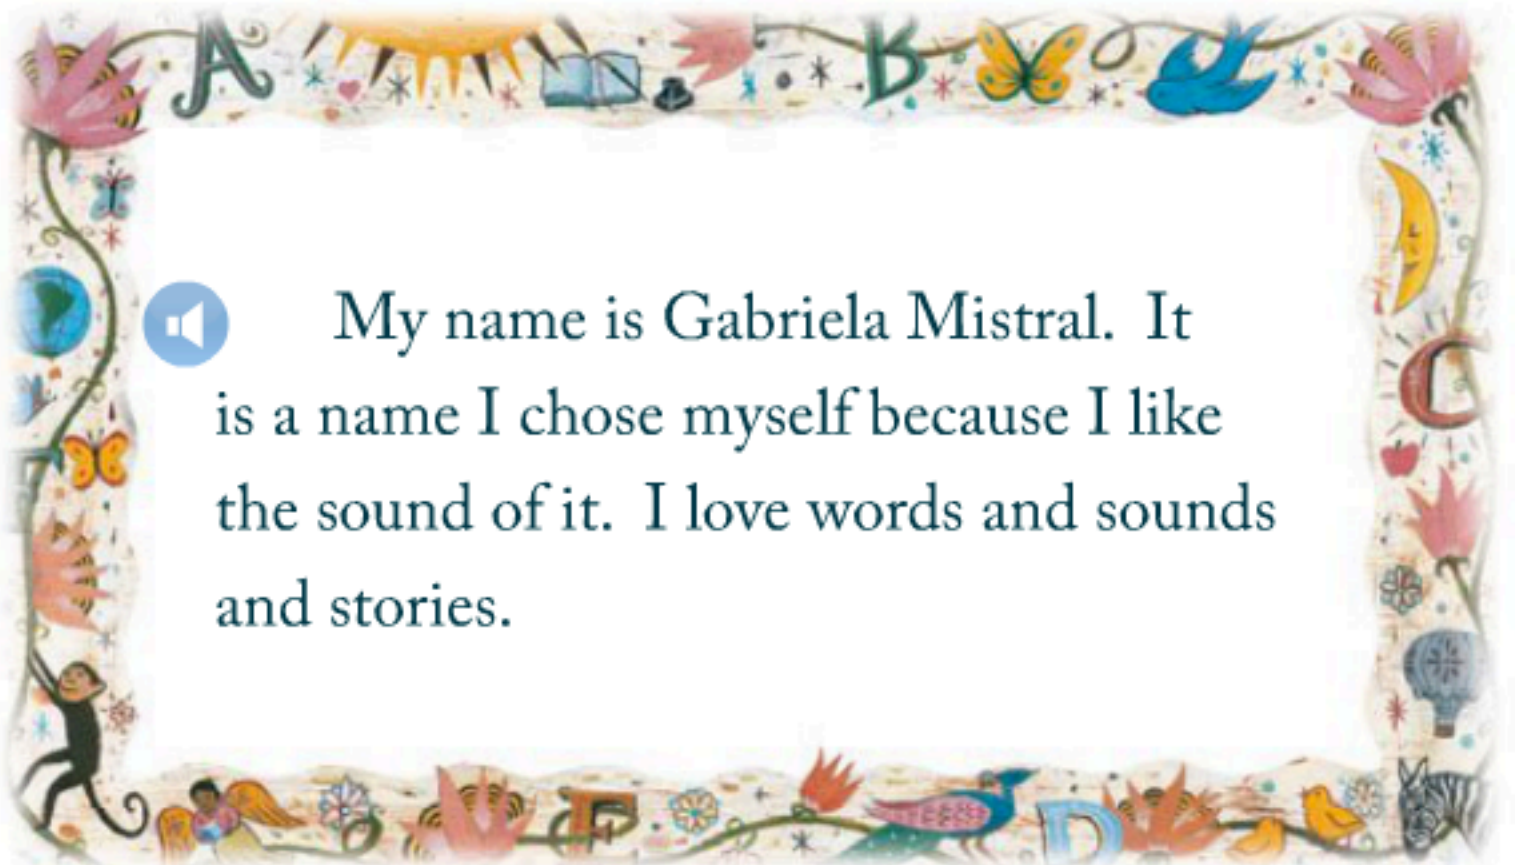 A
B
My name is Gabriela Mistral. It
is a name I chose myself because I like
the sound of it. I love words and sounds
and stories.
C
E
D